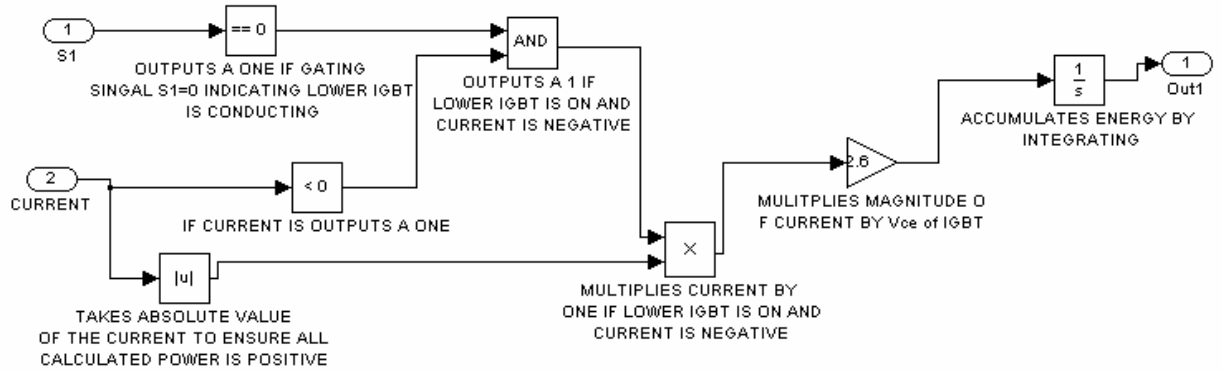 1
S1
== 0
OUTPUTS A ONE IF GATING
SINGAL S1=0 INDICATING LOWER IGBT
IS CONDUCTING
AND
OUTPUTS A 1 IF
LOWER IGBT IS ON AND
CURRENT IS NEGATIVE
2
CURRENT
< 0
IF CURRENT IS OUTPUTS A ONE
|u|
TAKES ABSOLUTE VALUE
OF THE CURRENT TO ENSURE ALL
CALCULATED POWER IS POSITIVE
×
MULTIPLIES CURRENT BY
ONE IF LOWER IGBT IS ON AND
CURRENT IS NEGATIVE
2.6
MULITPLIES MAGNITUDE O
F CURRENT BY Vce of IGBT
1
s
ACCUMULATES ENERGY BY
INTEGRATING
1
Out1